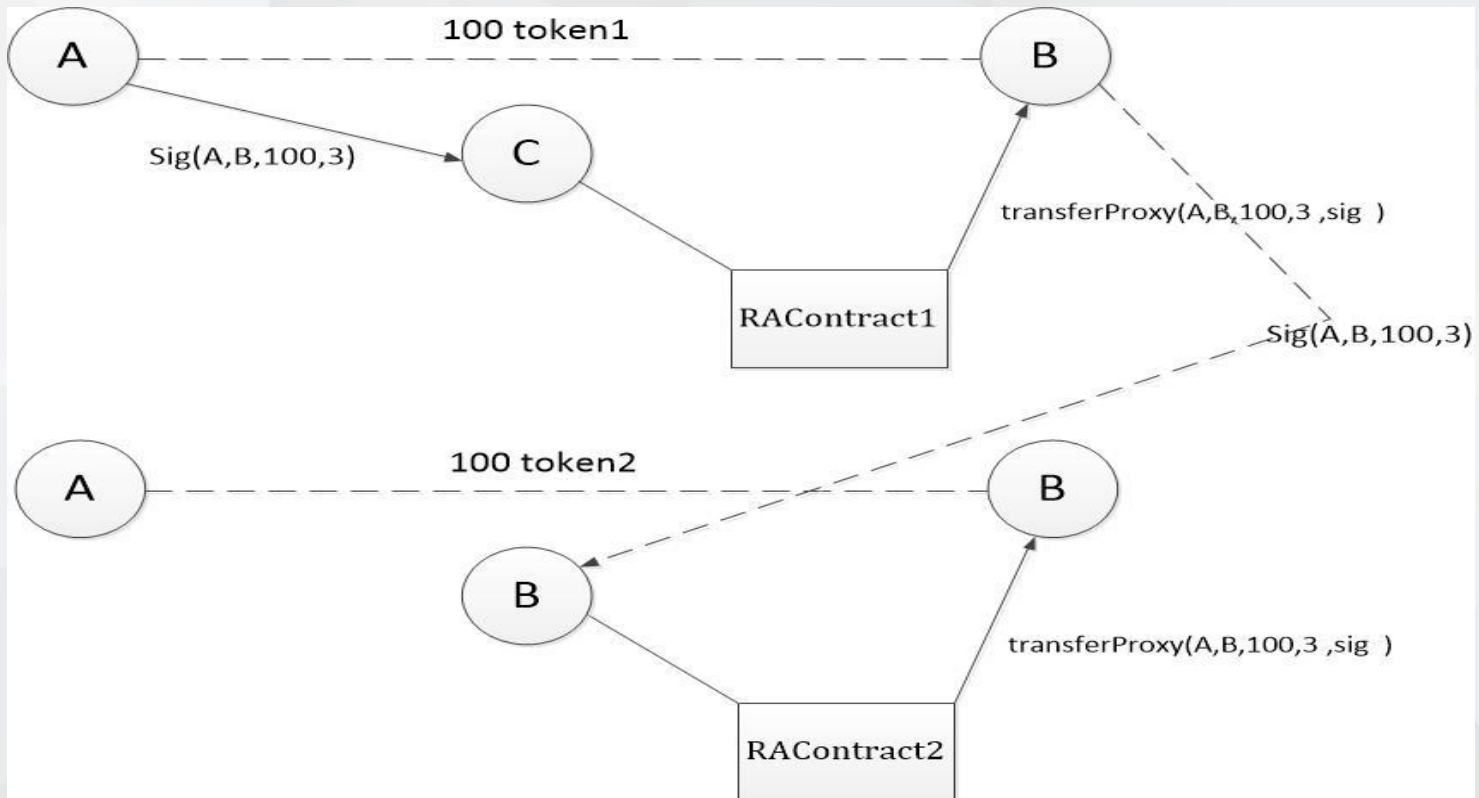 100 token1
A
B
Sig(A,B,100,3)
C
transferProxy(A,B,100,3 ,sig )
RAContract1
Sig(A,B,100,3)
100 token2
A
B
B
transferProxy(A,B,100,3 ,sig )
RAContract2